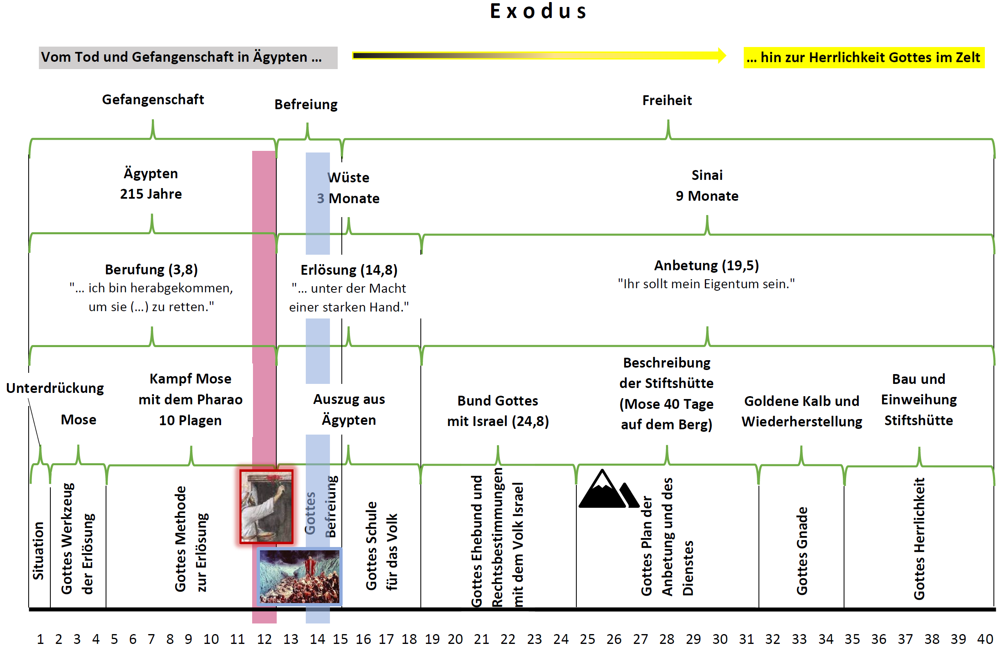 Exodus
Vom Tod und Gefangenschaft in Ägypten ...
... hin zur Herrlichkeit Gottes im Zelt
Gefangenschaft
Befreiung
Freiheit
Ägypten
215 Jahre
Wüste
3 Monate
Sinai
9 Monate
Berufung (3,8)
"... ich bin herabgekommen,
um sie (...) zu retten."
Erlösung (14,8)
"... unter der Macht
einer starken Hand."
Anbetung (19,5)
"Ihr sollt mein Eigentum sein."
Unterdrückung
Mose
Kampf Mose
mit dem Pharao
10 Plagen
Auszug aus
Ägypten
Bund Gottes
mit Israel (24,8)
Beschreibung
der Stiftshütte
(Mose 40 Tage
auf dem Berg)
Goldene Kalb und
Wiederherstellung
Bau und
Einweihung
Stiftshütte
Situation
Gottes Werkzeug
der Erlösung
Gottes Methode
zur Erlösung
Gottes
Befreiung
Gottes Schule
für das Volk
Gottes Ehebund und
Rechtsbestimmungen
mit dem Volk Israel
Gottes Plan der
Anbetung und des
Dienstes
Gottes Gnade
Gottes Herrlichkeit
1 2 3 4 5 6 7 8 9 10 11 12 13 14 15 16 17 18 19 20 21 22 23 24 25 26 27 28 29 30 31 32 33 34 35 36 37 38 39 40